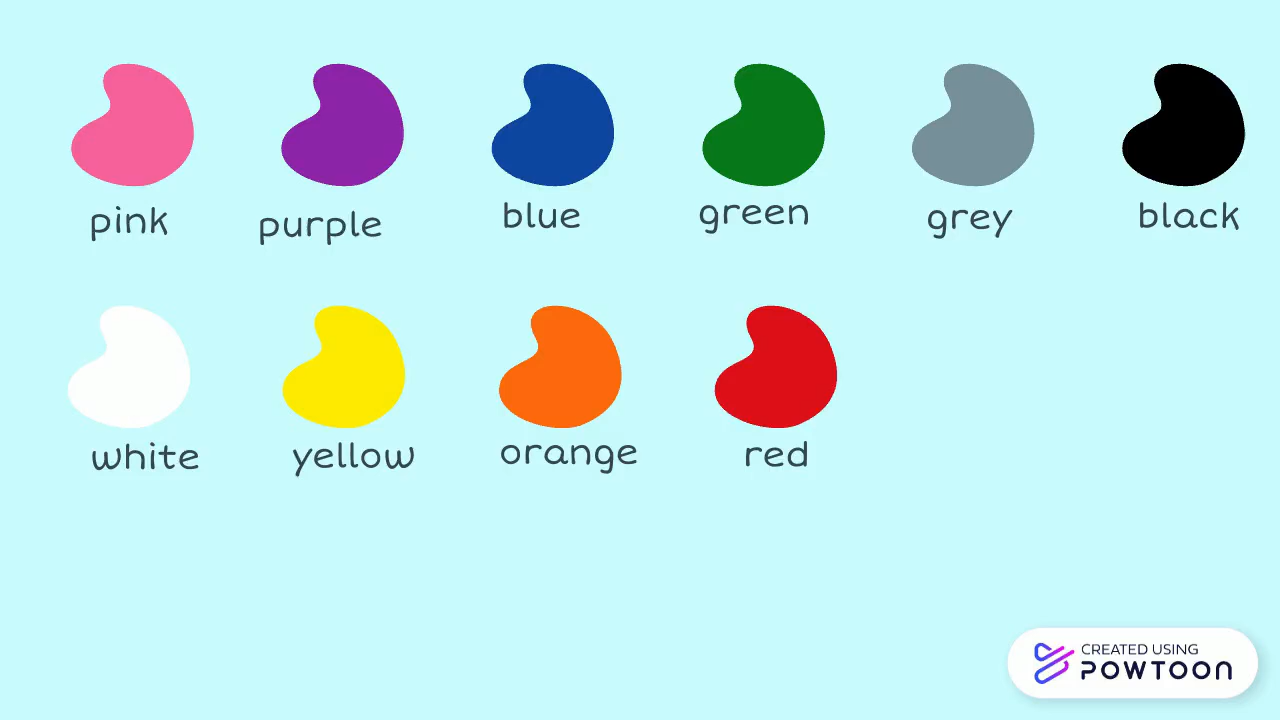 pink purple blue green grey black
white yellow orange red
CREATED USING
POWTOON